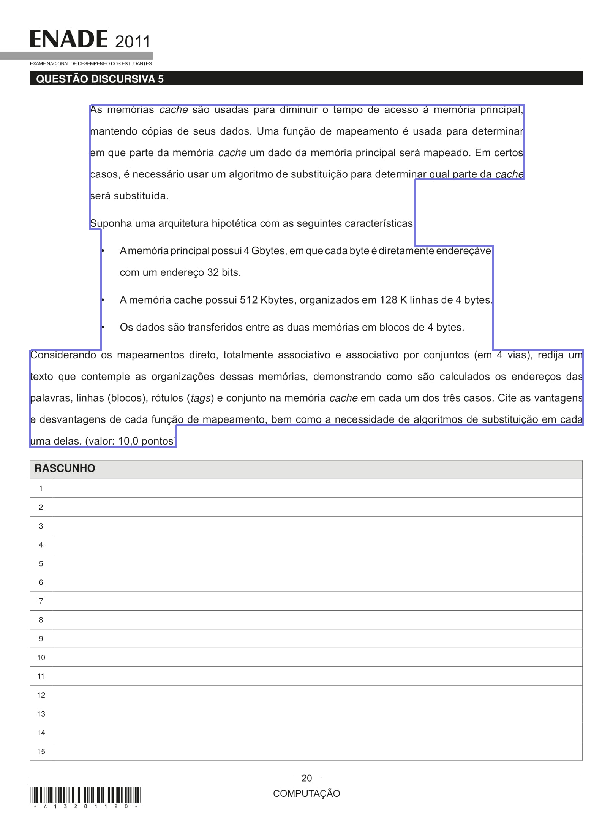 ENADE 2011
EXAME NACIONAL DE DESEMPENHO DOS ESTUDANTES
QUESTÃO DISCURSIVA 5
As memórias cache são usadas para diminuir o tempo de acesso à memória principal,
mantendo cópias de seus dados. Uma função de mapeamento é usada para determinar
em que parte da memória cache um dado da memória principal será mapeado. Em certos
casos, é necessário usar um algoritmo de substituição para determinar qual parte da cache
será substituída.
Suponha uma arquitetura hipotética com as seguintes características:
• A memória principal possui 4 Gbytes, em que cada byte é diretamente endereçável
com um endereço 32 bits.
• A memória cache possui 512 Kbytes, organizados em 128 K linhas de 4 bytes.
• Os dados são transferidos entre as duas memórias em blocos de 4 bytes.
Considerando os mapeamentos direto, totalmente associativo e associativo por conjuntos (em 4 vias), redija um
texto que contemple as organizações dessas memórias, demonstrando como são calculados os endereços das
palavras, linhas (blocos), rótulos (tags) e conjunto na memória cache em cada um dos três casos. Cite as vantagens
e desvantagens de cada função de mapeamento, bem como a necessidade de algoritmos de substituição em cada
uma delas. (valor: 10,0 pontos)
RASCUNHO
1
2
3
4
5
6
7
8
9
10
11
12
13
14
15
20
COMPUTAÇÃO